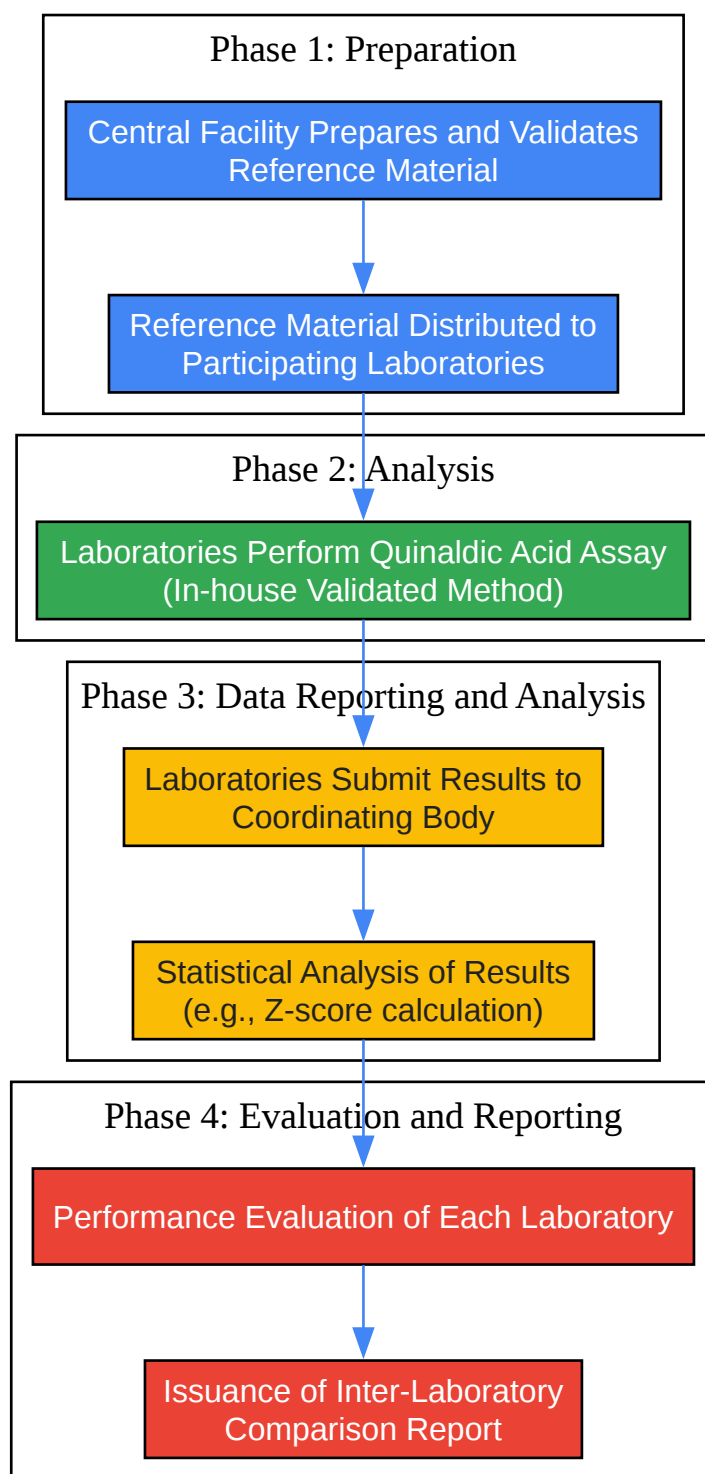 Phase 1: Preparation
Central Facility Prepares and Validates
Reference Material
Reference Material Distributed to
Participating Laboratories
Phase 2: Analysis
Laboratories Perform Quinaldic Acid Assay
(In-house Validated Method)
Phase 3: Data Reporting and Analysis
Laboratories Submit Results to
Coordinating Body
Statistical Analysis of Results
(e.g., Z-score calculation)
Phase 4: Evaluation and Reporting
Performance Evaluation of Each Laboratory
Issuance of Inter-Laboratory
Comparison Report